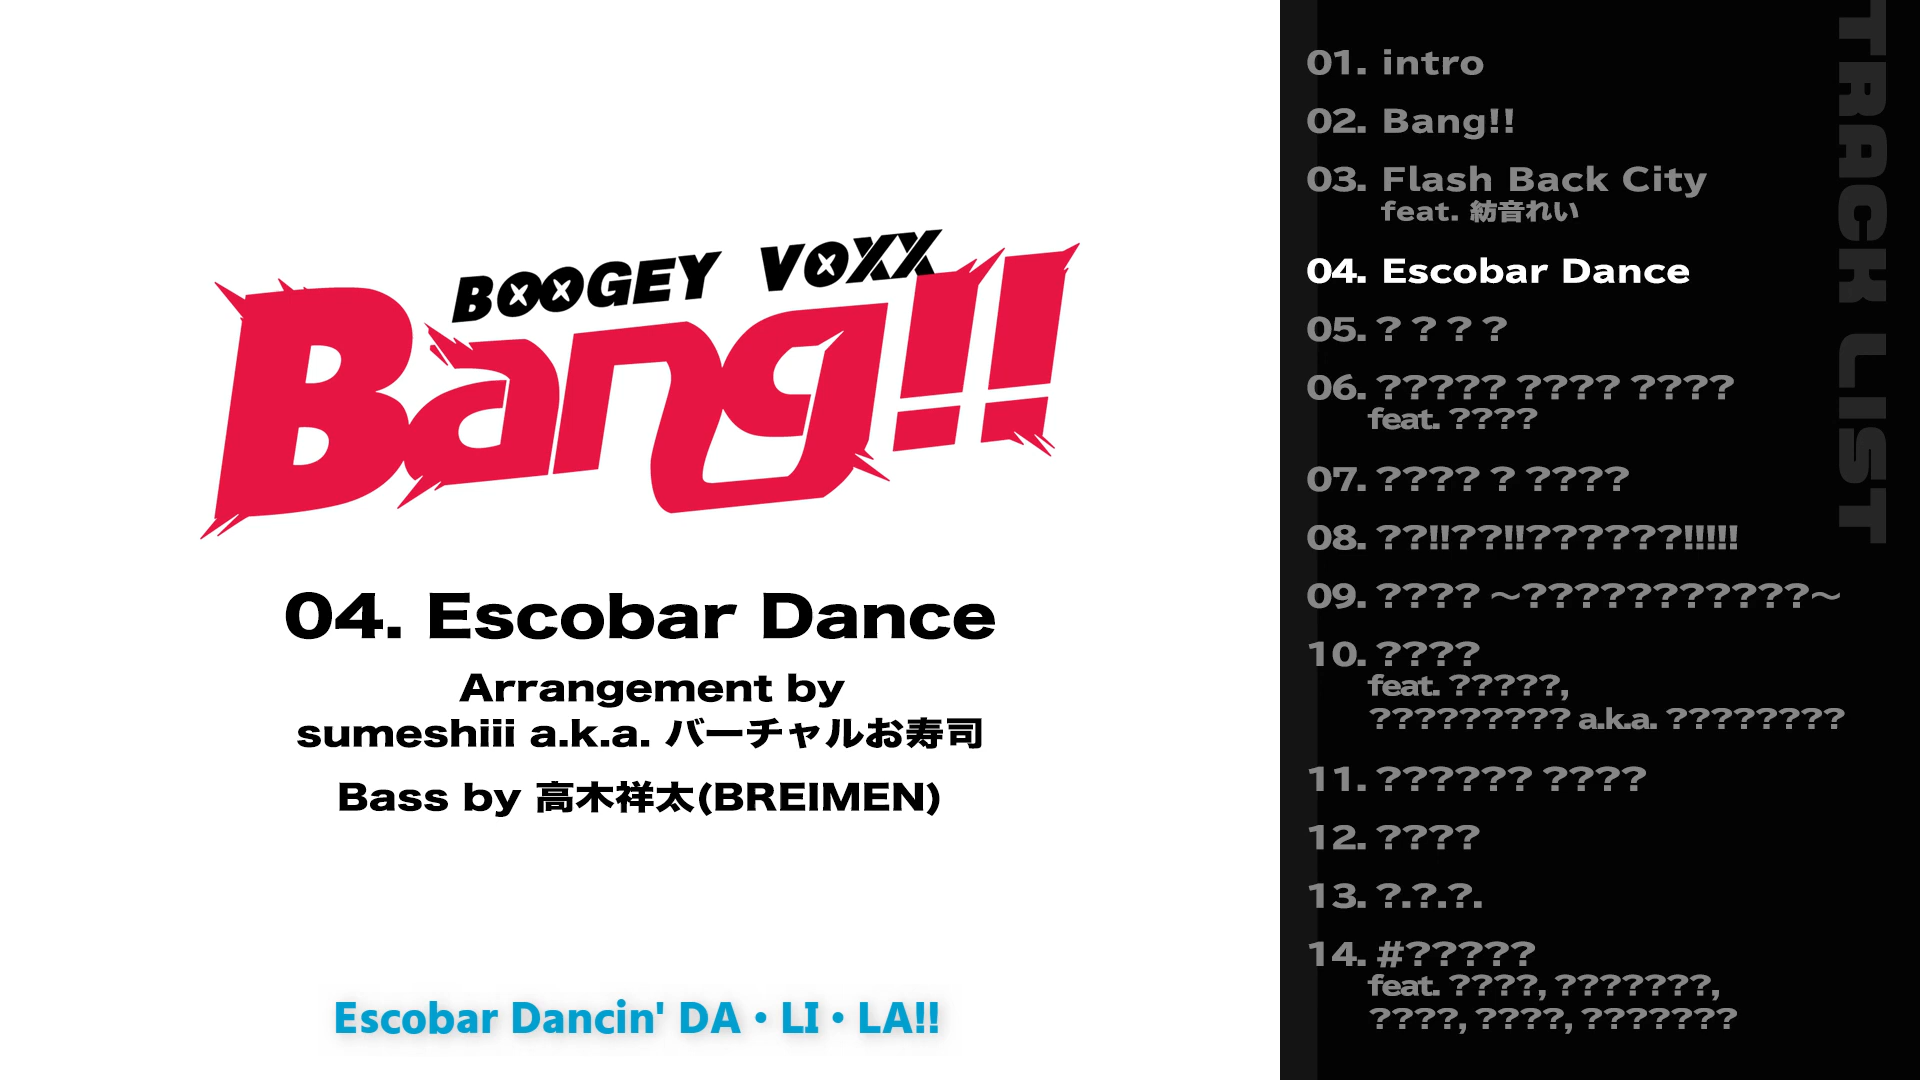 BOOGEY VOXX
Bang!!
04. Escobar Dance
Arrangement by
sumeshiii a.k.a. バーチャルお寿司
Bass by 高木祥太(BREIMEN)
Escobar Dancin' DA・LI・LA!!
TRACK LIST
01. intro
02. Bang!!
03. Flash Back City
feat. 紡音れい
04. Escobar Dance
05. ? ? ? ?
06. ????? ???? ????
feat. ????
07. ???? ? ????
08. ??!!??!!??????!!!!!
09. ???? ～???????????～
10. ????
feat. ?????,
????????? a.k.a. ????????
11. ?????? ????
12. ????
13. ?.?.?.
14. #?????
feat. ????, ???????,
????, ????, ???????